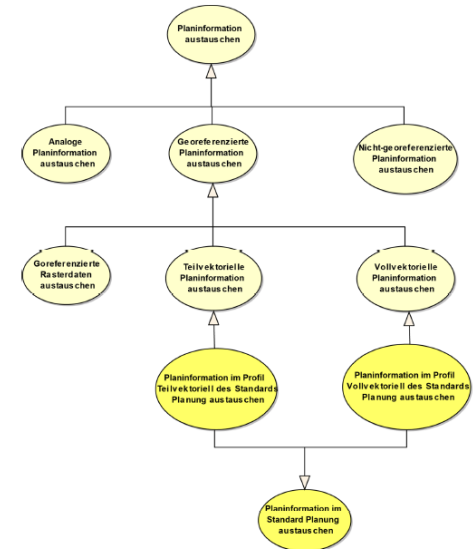 Planinformation
austauschen
Analoge
Planinformation
austauschen
Georeferenzierte
Planinformation
austauschen
Nicht-georeferenzierte
Planinformation
austauschen
Goreferenzierte
Rasterdaten
austauschen
Teilvektorielle
Planinformation
austauschen
Vollvektorielle
Planinformation
austauschen
Planinformation im Profil
Teilvektoriell des Standards
Planung austauschen
Planinformation im Profil
Vollvektoriell des Standards
Planung austauschen
Planinformation im
Standard Planung
austauschen